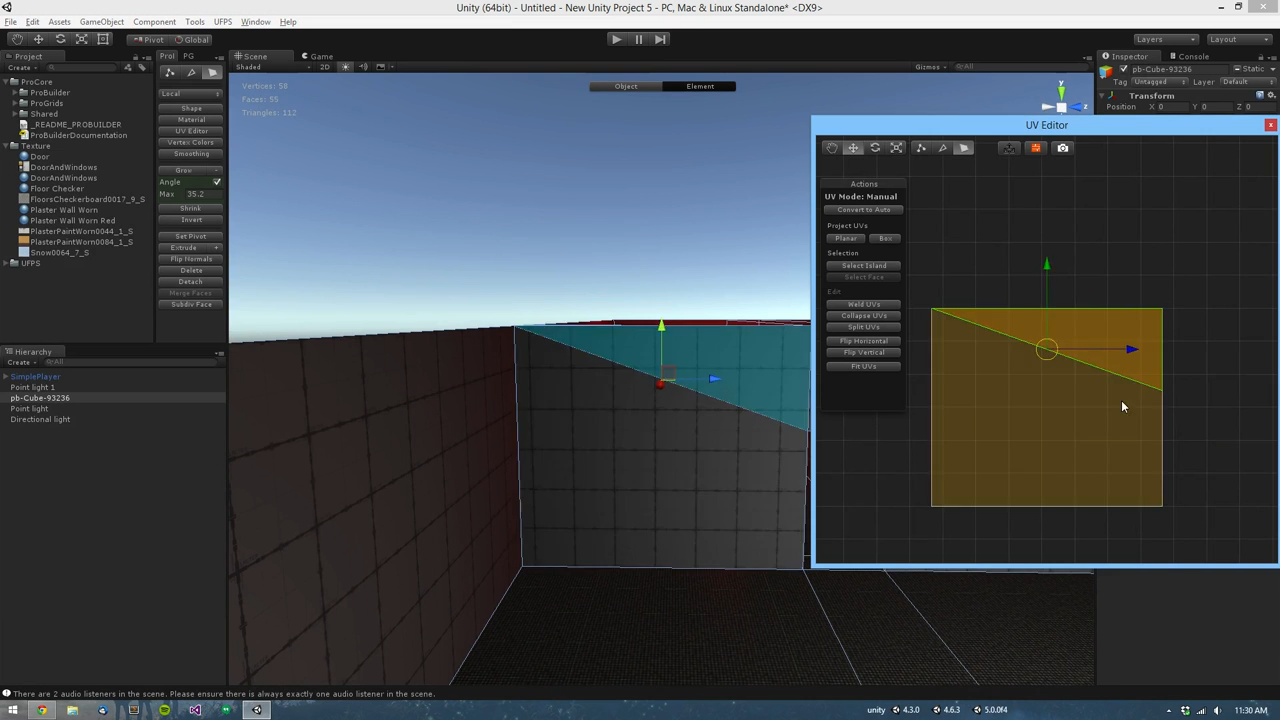 Unity (64bit) - Untitled - New Unity Project 5 - PC, Mac & Linux Standalone* <DX9>
File Edit Assets GameObject Component Tools UFPS Window Help
Pivot Global
Layers Layout
Project
Create
ProCore
ProBuilder
ProGrids
Shared
_README_PROBUILDER
ProBuilderDocumentation
Texture
Door
DoorAndWindows
DoorAndWindows
Floor Checker
FloorsCheckerboard0017_9_S
Plaster Wall Worn
Plaster Wall Worn Red
PlasterPaintWorn0044_1_S
PlasterPaintWorn0084_1_S
Snow0064_7_S
UFPS
ProI PG
Local
Shape
Material
UV Editor
Vertex Colors
Smoothing
Grow
Angle
Max 35.2
Shrink
Invert
Set Pivot
Extrude +
Flip Normals
Delete
Detach
Merge Faces
Subdiv Face
Hierarchy
Create All
SimplePlayer
Point light 1
pb-Cube-93236
Point light
Directional light
Scene Game
Shaded 2D
Gizmos All
Vertices: 58
Faces: 55
Triangles: 112
Object Element
y
z
Inspector Console
pb-Cube-93236 Static
Tag Untagged Layer Default
Transform
Position X 0 Y 0 Z 0
UV Editor
Actions
UV Mode: Manual
Convert to Auto
Project UVs
Planar Box
Selection
Select Island
Select Face
Edit
Weld UVs
Collapse UVs
Split UVs
Flip Horizontal
Flip Vertical
Fit UVs
There are 2 audio listeners in the scene. Please ensure there is always exactly one audio listener in the scene.
unity 4.3.0 4.6.3 5.0.0f4 11:30 AM